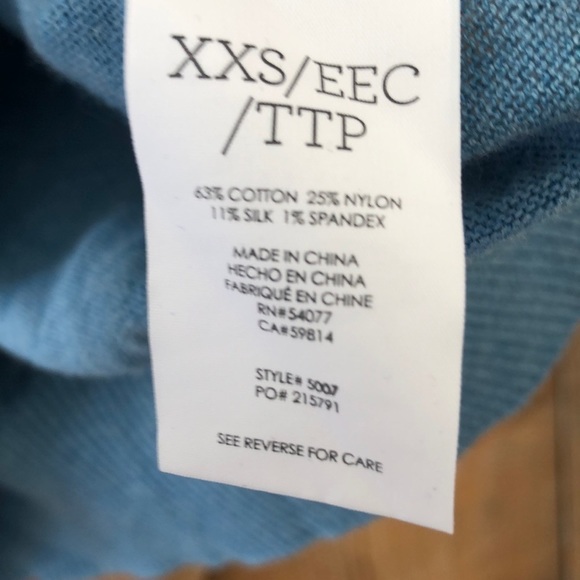 XXS/EEC
/TTP
63% COTTON 25% NYLON
11% SILK 1% SPANDEX
MADE IN CHINA
HECHO EN CHINA
FABRIQUÉ EN CHINE
RN#54077
CA#59814
STYLE# 5007
PO# 215791
SEE REVERSE FOR CARE